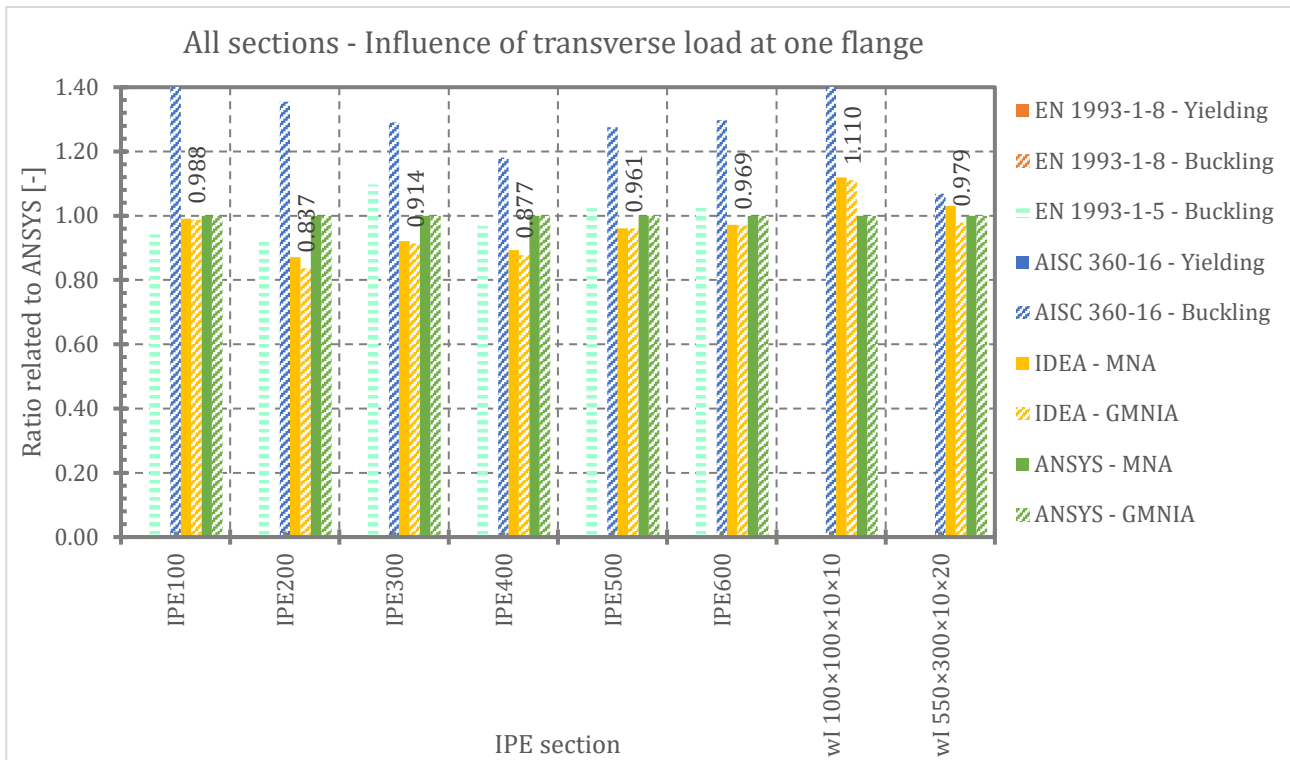 All sections - Influence of transverse load at one flange
Ratio related to ANSYS [-]
1.40
1.20
1.00
0.80
0.60
0.40
0.20
0.00
0.988
0.837
0.914
0.877
0.961
0.969
1.110
0.979
IPE100
IPE200
IPE300
IPE400
IPE500
IPE600
wI 100×100×10×10
wI 550×300×10×20
IPE section
EN 1993-1-8 - Yielding
EN 1993-1-8 - Buckling
EN 1993-1-5 - Buckling
AISC 360-16 - Yielding
AISC 360-16 - Buckling
IDEA - MNA
IDEA - GMNIA
ANSYS - MNA
ANSYS - GMNIA